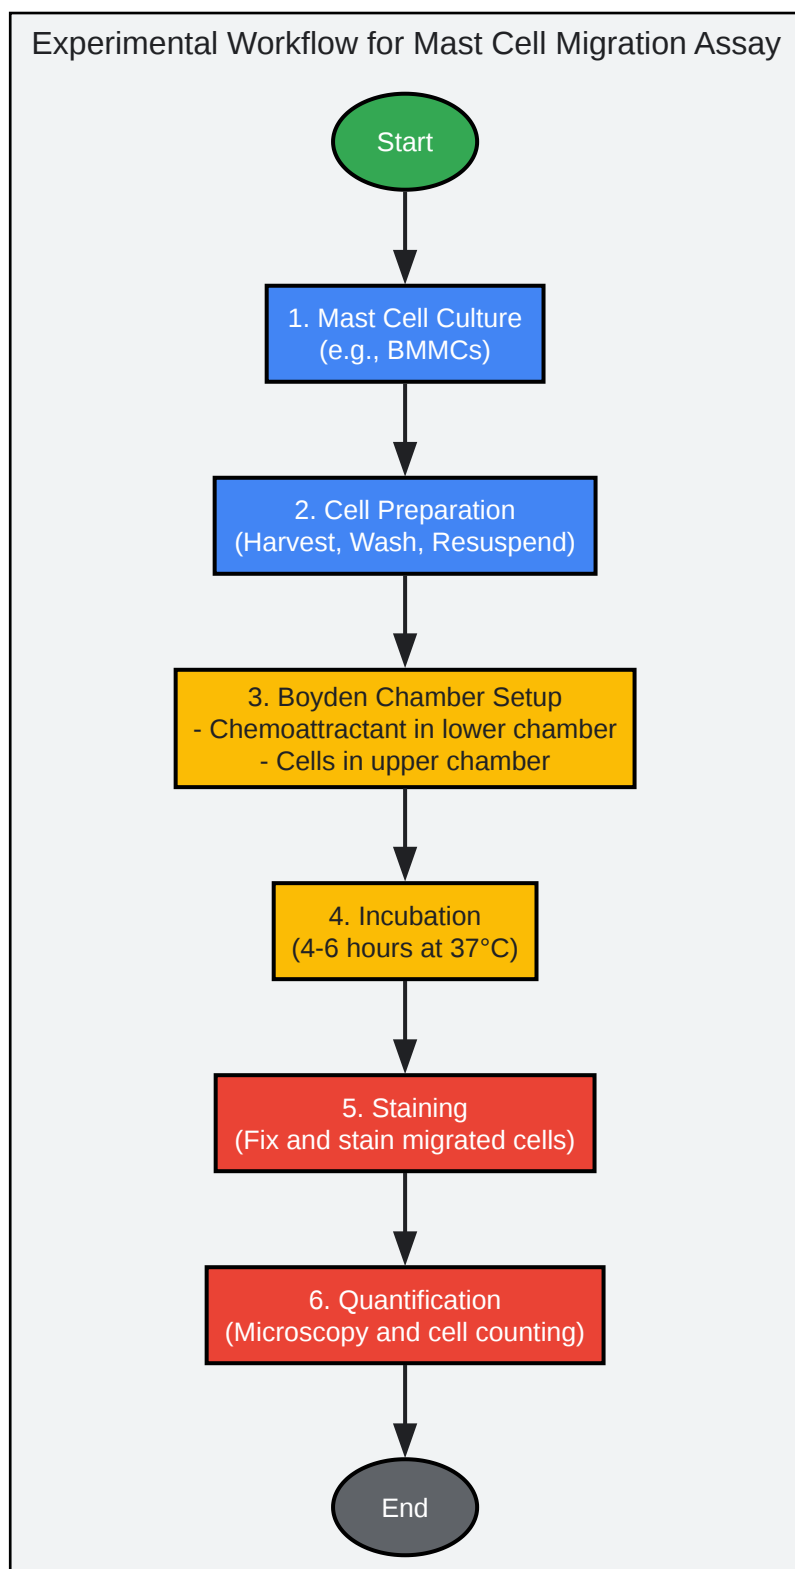 Experimental Workflow for Mast Cell Migration Assay
Start
1. Mast Cell Culture
(e.g., BMMCs)
2. Cell Preparation
(Harvest, Wash, Resuspend)
3. Boyden Chamber Setup
- Chemoattractant in lower chamber
- Cells in upper chamber
4. Incubation
(4-6 hours at 37°C)
5. Staining
(Fix and stain migrated cells)
6. Quantification
(Microscopy and cell counting)
End